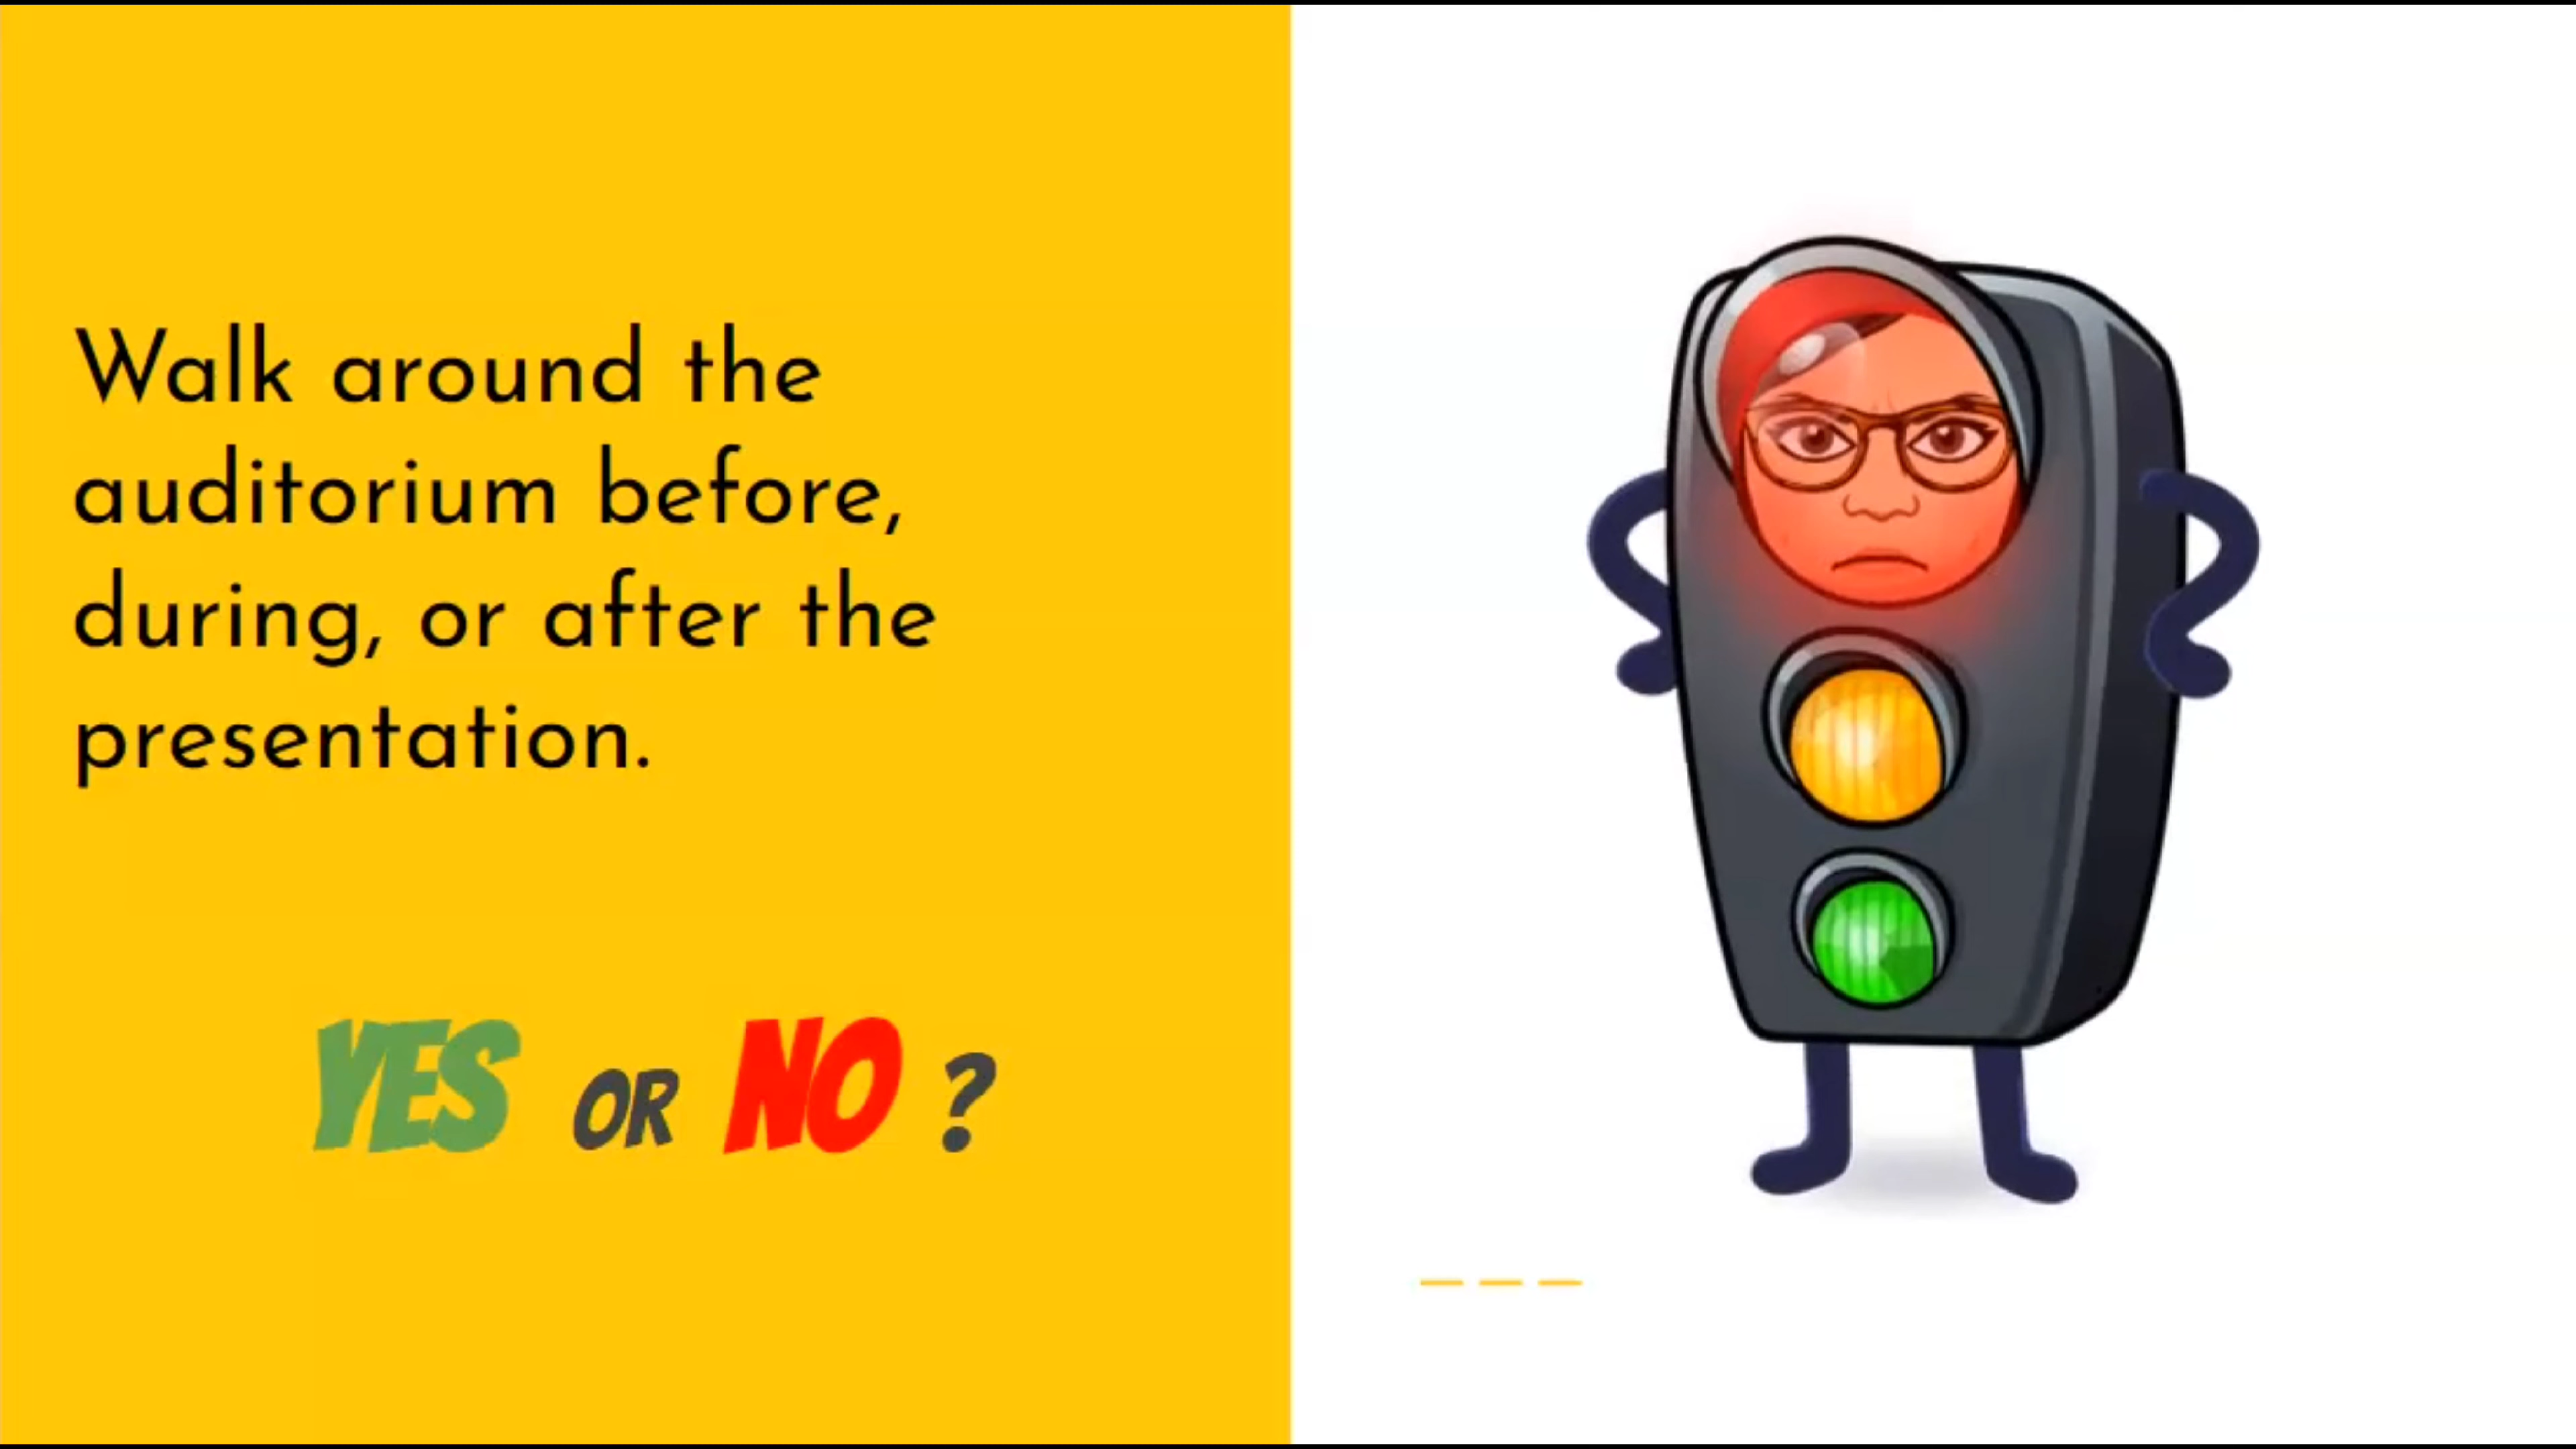 Walk around the
auditorium before,
during, or after the
presentation.
YES OR NO ?